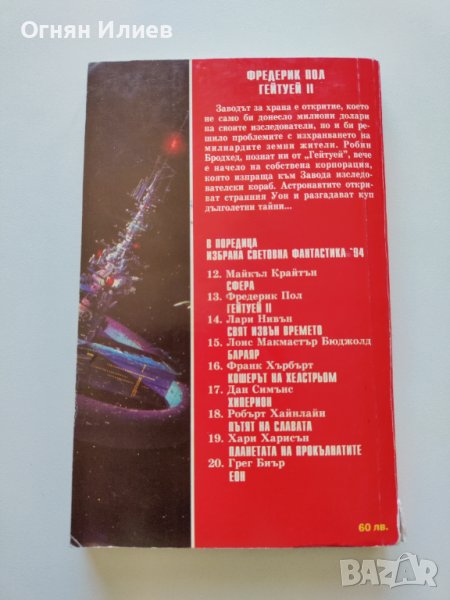 Огнян Илиев
ФРЕДЕРИК ПОЛ
ГЕЙТУЕЙ II
Заводът за храна е откритие, което
не само би донесло милиони долари
на своите изследователи, но и би ре-
шило проблемите с изхранването на
милиардите земни жители. Робин
Бродхед, познат ни от „Гейтуей", вече
е начело на собствена корпорация,
която изпраща към Завода изследо-
вателски кораб. Астронавтите откри-
ват странния Уон и разгадават куп
дълголетни тайни...
В ПОРЕДИЦА
ИЗБРАНА СВЕТОВНА ФАНТАСТИКА '94
12. Майкъл Крайтън
СФЕРА
13. Фредерик Пол
ГЕЙТУЕЙ II
14. Лари Нивън
СВЯТ ИЗВЪН ВРЕМЕТО
15. Лоис Макмастър Бюджолд
БАРАЯР
16. Франк Хърбърт
КОШЕРЪТ НА ХЕЛСТРЬОМ
17. Дан Симънс
ХИПЕРИОН
18. Робърт Хайнлайн
ПЪТЯТ НА СЛАВАТА
19. Хари Харисън
ПЛАНЕТАТА НА ПРОКЪЛНАТИТЕ
20. Грег Биър
ЕОН
60 лв.
BAZAR